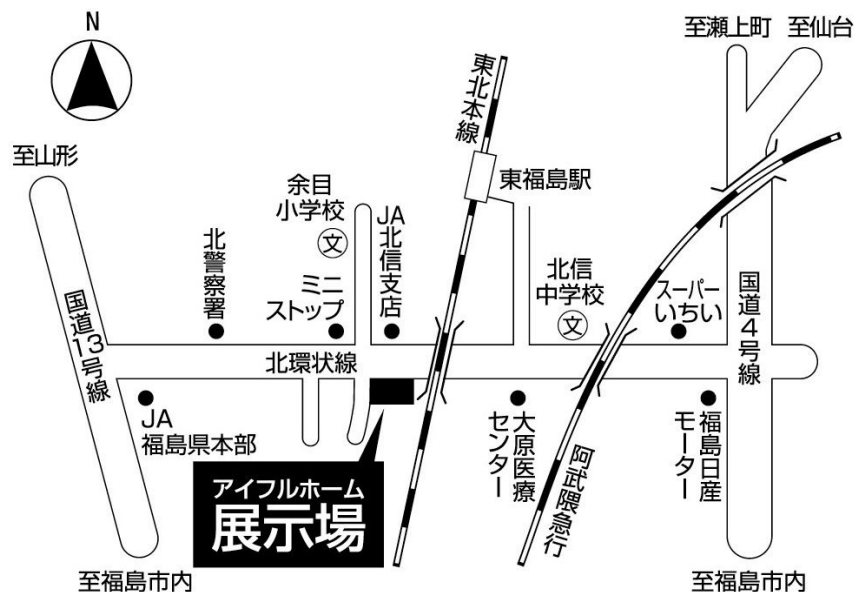 N
至瀬上町
至仙台
東北本線
至山形
東福島駅
余目
小学校
文
JA北信支店
北警察署
ミニ
ストップ
北信
中学校
文
スーパー
いちい
国道4号線
国道13号線
北環状線
JA
福島県本部
大原医療
センター
福島日産
モーター
阿武隈急行
アイフルホーム
展示場
至福島市内
至福島市内